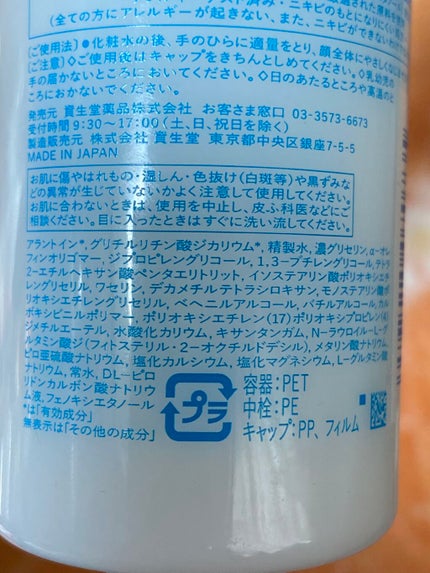 ト済み・ニキビのもとになりにくい
(全ての方にアレルギーが起きない、また、ニキビができない
〈ご使用法〉●化粧水の後、手のひらに適量をとり、顔全体にやさしく
〈ご注意〉◇ご使用後はキャップをきちんとしめてください。◇乳幼児の
手の届かないところにおいてください。◇日のあたるところや高温のと
ころにおかないでください。
発売元 資生堂薬品株式会社 お客さま窓口 03-3573-6673
受付時間 9:30～17:00(土、日、祝日を除く)
製造販売元 株式会社 資生堂 東京都中央区銀座7-5-5
MADE IN JAPAN
お肌に傷やはれもの・湿しん・色抜け(白斑等)や黒ずみな
どの異常が生じていないかよく注意して使用してください。
お肌に合わないときは、使用を中止し、皮ふ科医などにご
相談ください。目に入ったときはすぐに洗い流してください。
アラントイン*,グリチルリチン酸ジカリウム*,精製水,濃グリセリン,α-オレ
フィンオリゴマー,ジプロピレングリコール,1,3-ブチレングリコール,テトラ
2-エチルヘキサン酸ペンタエリトリット,イソステアリン酸ポリオキシエチ
レングリセリル,ワセリン,デカメチルテトラシロキサン,モノステアリン酸ポ
リオキシエチレングリセリル,ベヘニルアルコール,バチルアルコール,カル
ボキシビニルポリマー,ポリオキシエチレン(17)ポリオキシプロピレン(4)
ジメチルエーテル,水酸化カリウム,キサンタンガム,N-ラウロイル-L-グ
ルタミン酸ジ(フィトステリル・2-オクチルドデシル),メタリン酸ナトリウム,
ピロ亜硫酸ナトリウム,塩化カルシウム,塩化マグネシウム,L-グルタミン酸
ナトリウム,常水,DL-ピロ
リドンカルボン酸ナトリウ
ム液,フェノキシエタノール
*は「有効成分」
無表示は「その他の成分」
プラ
容器:PET
中栓:PE
キャップ:PP、フィルム